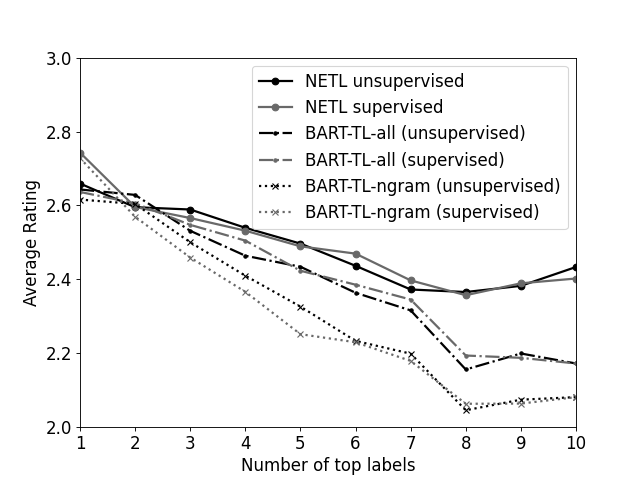 3.0
2.8
2.6
2.4
2.2
2.0
Average Rating
NETL unsupervised
NETL supervised
BART-TL-all (unsupervised)
BART-TL-all (supervised)
BART-TL-ngram (unsupervised)
BART-TL-ngram (supervised)
1 2 3 4 5 6 7 8 9 10
Number of top labels